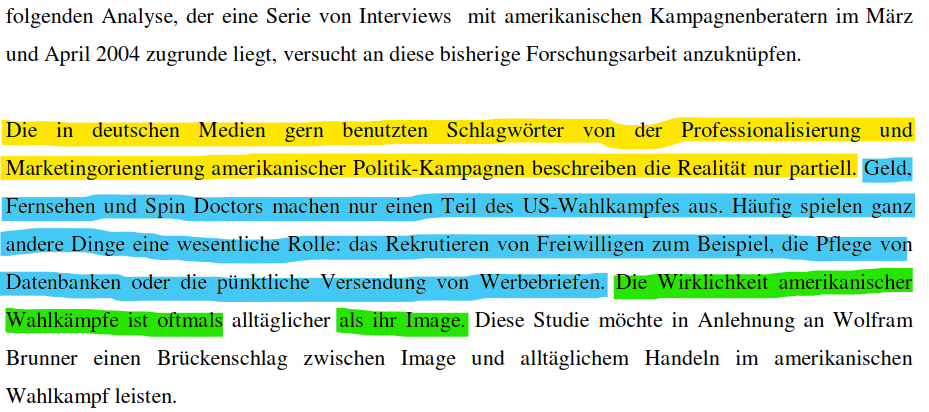 folgenden Analyse, der eine Serie von Interviews mit amerikanischen Kampagnenberatern im März
und April 2004 zugrunde liegt, versucht an diese bisherige Forschungsarbeit anzuknüpfen.
Die in deutschen Medien gern benutzten Schlagwörter von der Professionalisierung und
Marketingorientierung amerikanischer Politik-Kampagnen beschreiben die Realität nur partiell. Geld,
Fernsehen und Spin Doctors machen nur einen Teil des US-Wahlkampfes aus. Häufig spielen ganz
andere Dinge eine wesentliche Rolle: das Rekrutieren von Freiwilligen zum Beispiel, die Pflege von
Datenbanken oder die pünktliche Versendung von Werbebriefen. Die Wirklichkeit amerikanischer
Wahlkämpfe ist oftmals alltäglicher als ihr Image. Diese Studie möchte in Anlehnung an Wolfram
Brunner einen Brückenschlag zwischen Image und alltäglichem Handeln im amerikanischen
Wahlkampf leisten.